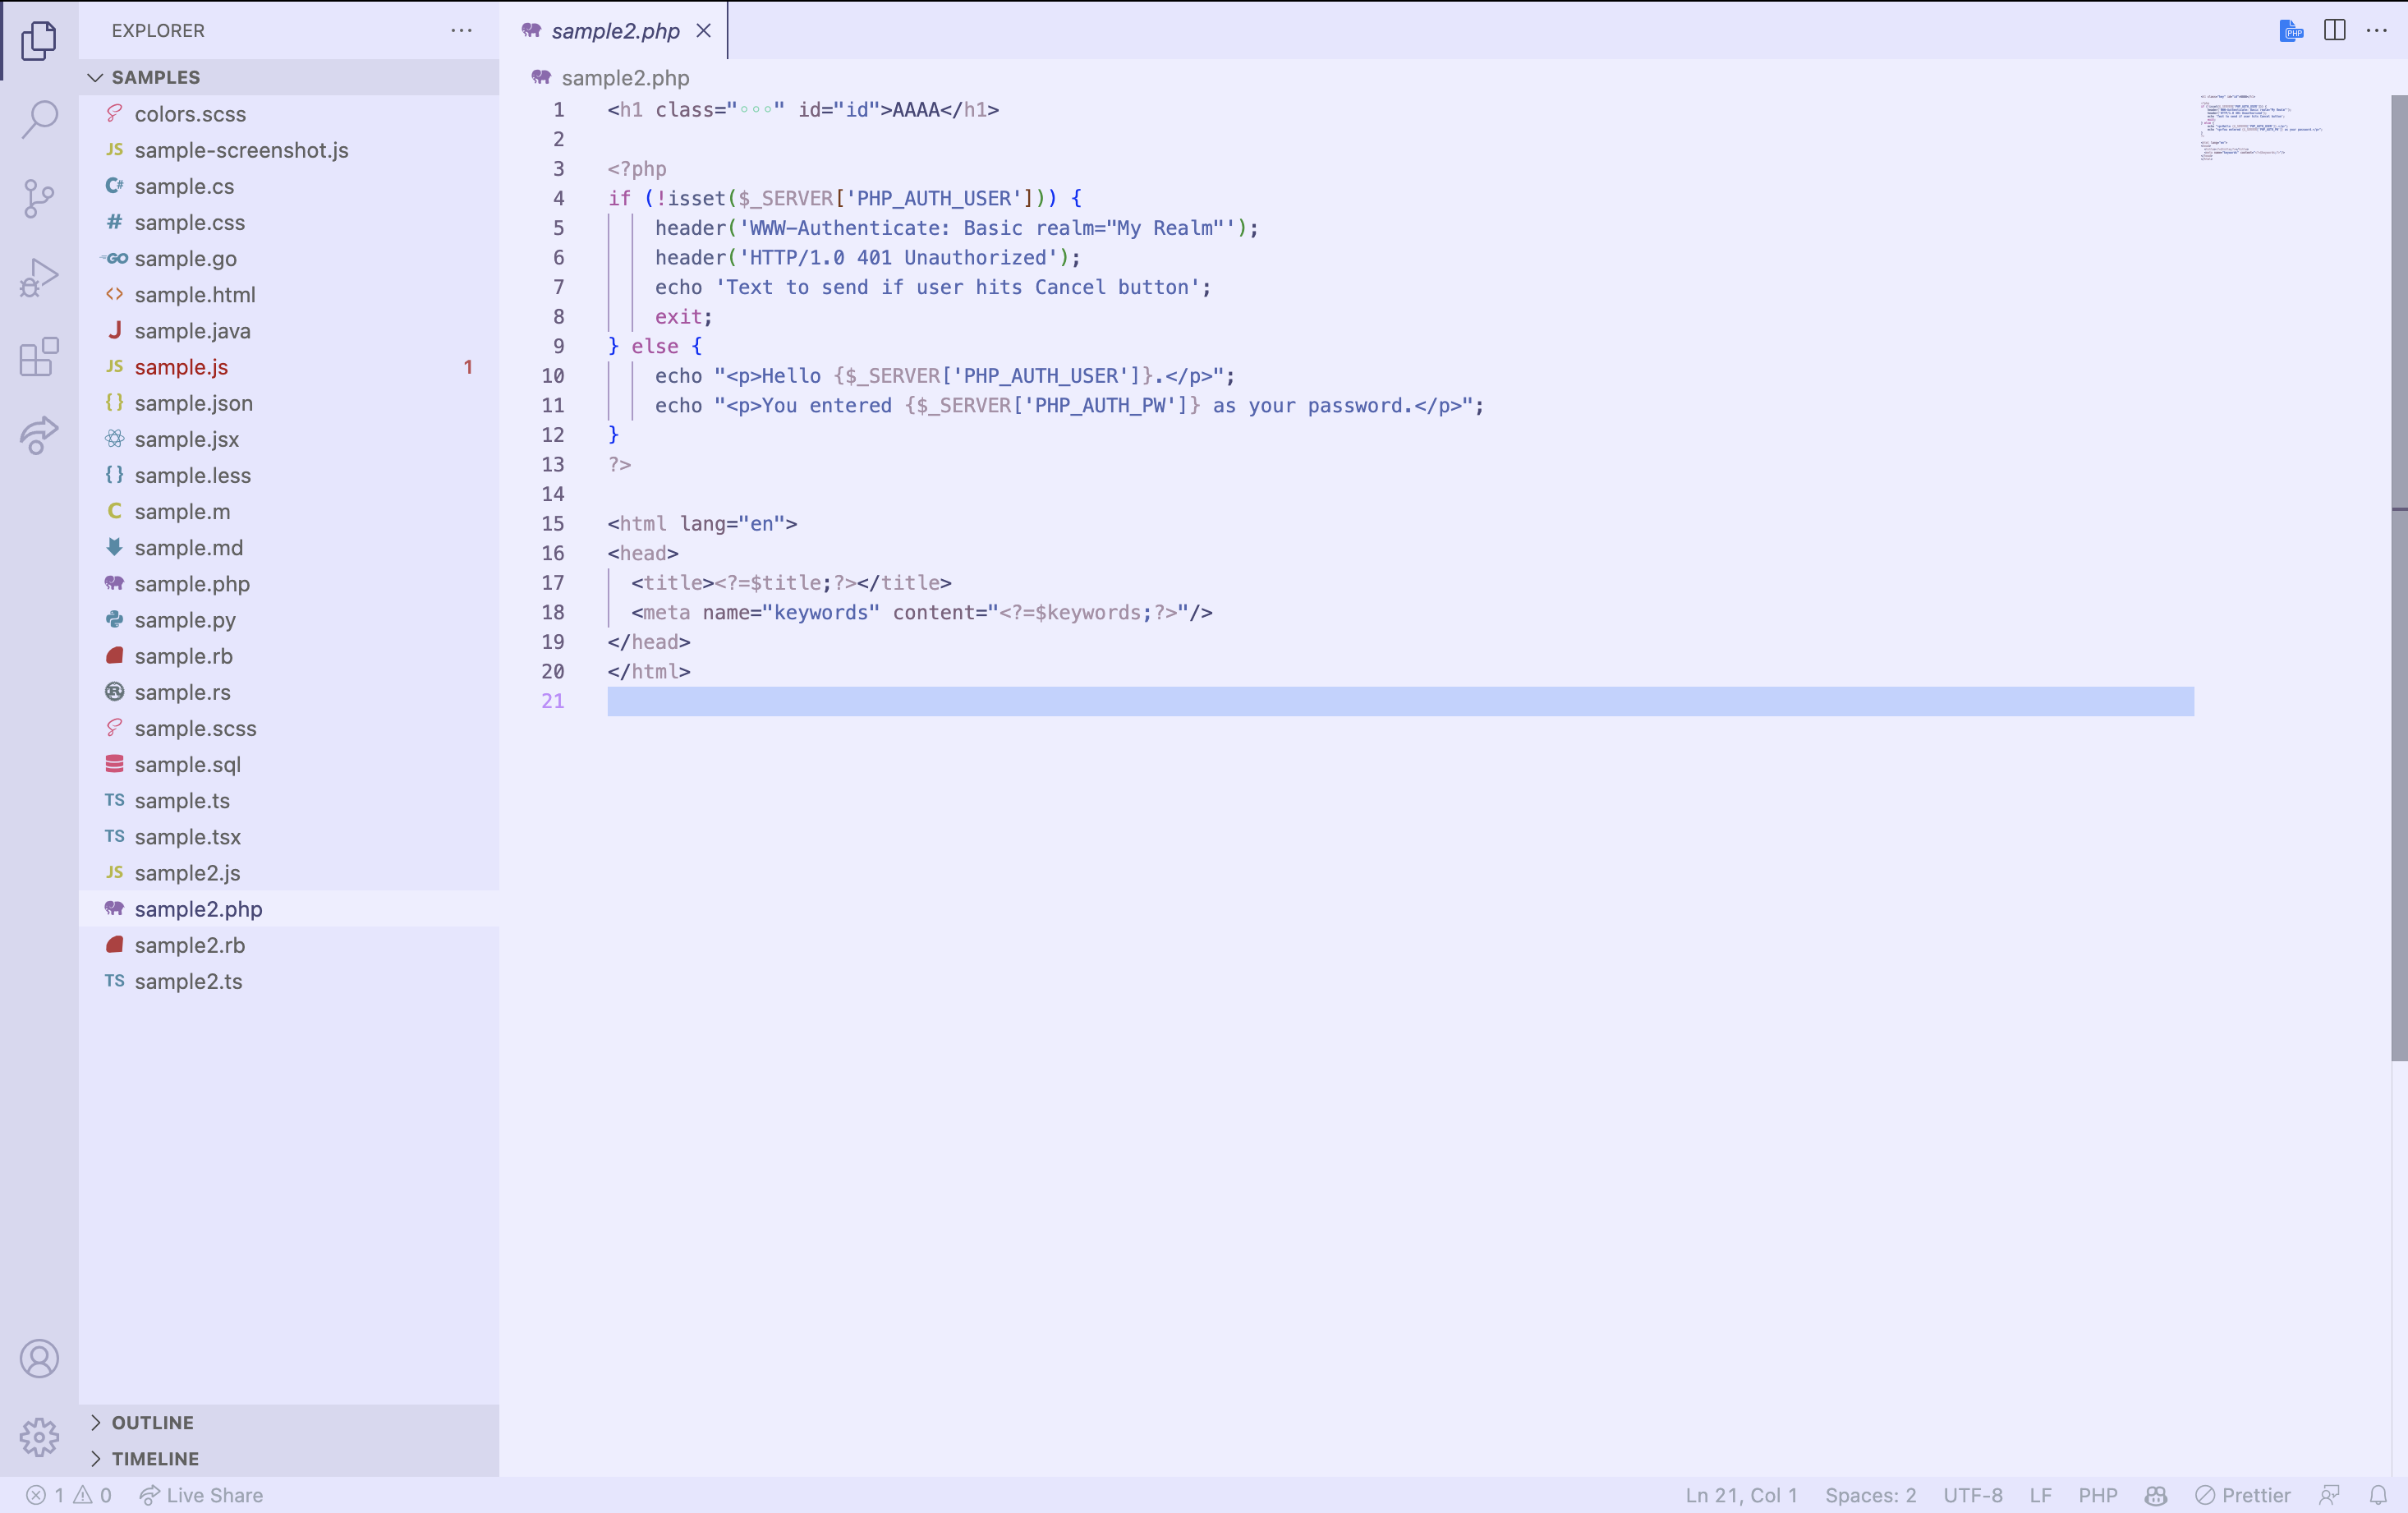 EXPLORER
SAMPLES
colors.scss
JS sample-screenshot.js
C# sample.cs
# sample.css
GO sample.go
<> sample.html
J sample.java
JS sample.js 1
{} sample.json
sample.jsx
{} sample.less
C sample.m
sample.md
sample.php
sample.py
sample.rb
sample.rs
sample.scss
sample.sql
TS sample.ts
TS sample.tsx
JS sample2.js
sample2.php
sample2.rb
TS sample2.ts
OUTLINE
TIMELINE
sample2.php
PHP
sample2.php
1 <h1 class="◦◦◦" id="id">AAAA</h1>
2
3 <?php
4 if (!isset($_SERVER['PHP_AUTH_USER'])) {
5     header('WWW-Authenticate: Basic realm="My Realm"');
6     header('HTTP/1.0 401 Unauthorized');
7     echo 'Text to send if user hits Cancel button';
8     exit;
9 } else {
10     echo "<p>Hello {$_SERVER['PHP_AUTH_USER']}.</p>";
11     echo "<p>You entered {$_SERVER['PHP_AUTH_PW']} as your password.</p>";
12 }
13 ?>
14
15 <html lang="en">
16 <head>
17   <title><?=$title;?></title>
18   <meta name="keywords" content="<?=$keywords;?>"/>
19 </head>
20 </html>
21
1 0 Live Share
Ln 21, Col 1 Spaces: 2 UTF-8 LF PHP Prettier